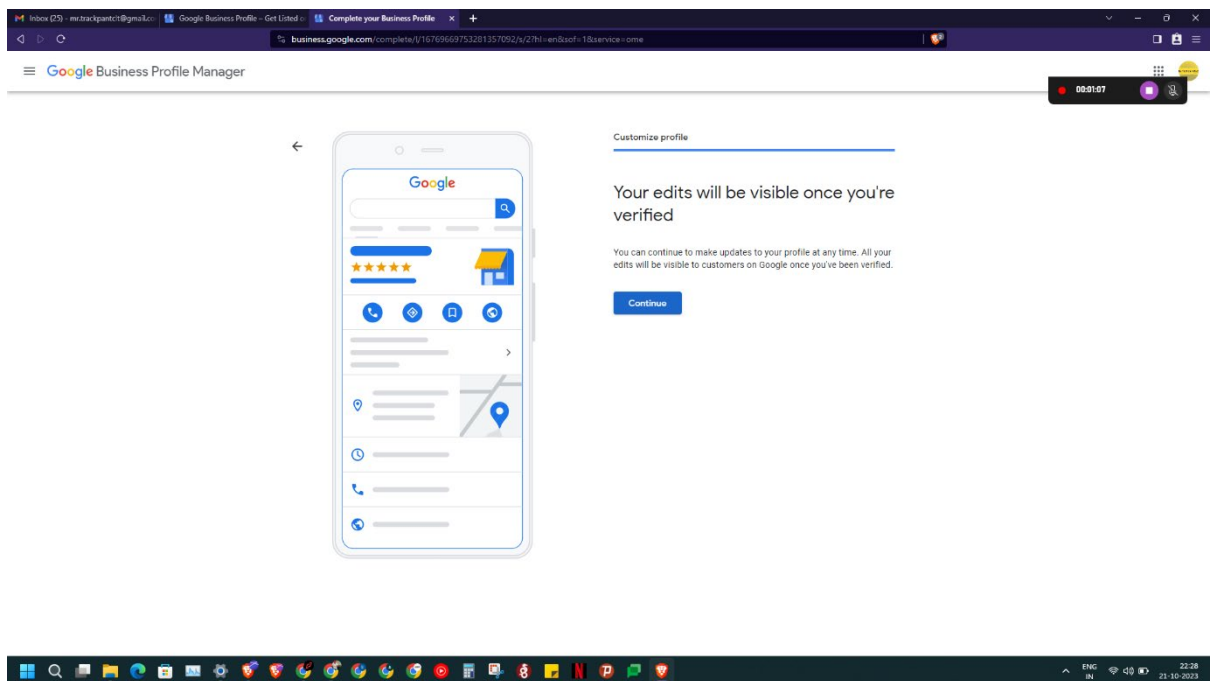 Inbox (25) - mr.trackpantctt@gmail.co
Google Business Profile – Get Listed o
Complete your Business Profile
business.google.com/complete/l/16769669753281357092/s/2?hl=en&sof=1&service=ome
Google Business Profile Manager
00:01:07
Customize profile
Google
Your edits will be visible once you're
verified
You can continue to make updates to your profile at any time. All your
edits will be visible to customers on Google once you've been verified.
Continue
ENG
IN
22:28
21-10-2023